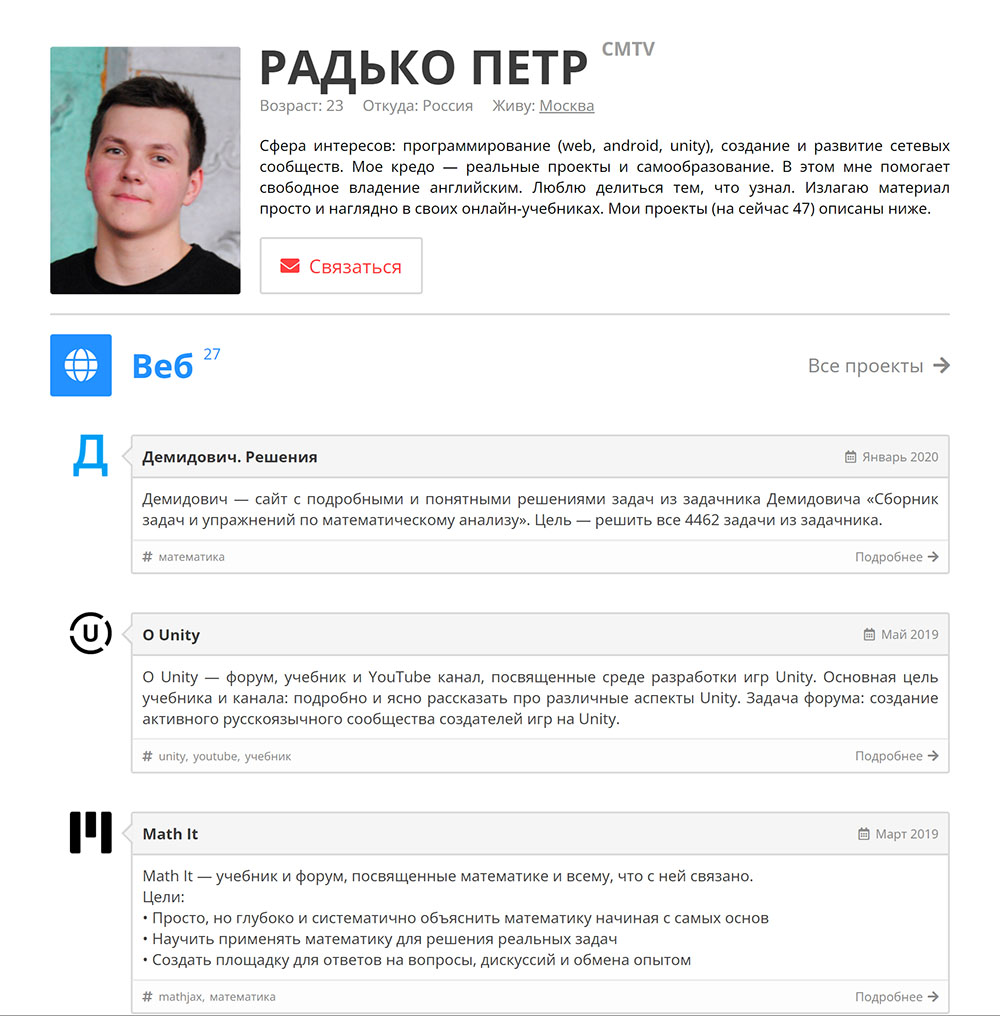 РАДЬКО ПЕТР CMTV
Возраст: 23 Откуда: Россия Живу: Москва
Сфера интересов: программирование (web, android, unity), создание и развитие сетевых
сообществ. Мое кредо — реальные проекты и самообразование. В этом мне помогает
свободное владение английским. Люблю делиться тем, что узнал. Излагаю материал
просто и наглядно в своих онлайн-учебниках. Мои проекты (на сейчас 47) описаны ниже.
Связаться
Веб 27 Все проекты →
Д
Демидович. Решения Январь 2020
Демидович — сайт с подробными и понятными решениями задач из задачника Демидовича «Сборник
задач и упражнений по математическому анализу». Цель — решить все 4462 задачи из задачника.
# математика Подробнее →
U
О Unity Май 2019
О Unity — форум, учебник и YouTube канал, посвященные среде разработки игр Unity. Основная цель
учебника и канала: подробно и ясно рассказать про различные аспекты Unity. Задача форума: создание
активного русскоязычного сообщества создателей игр на Unity.
# unity, youtube, учебник Подробнее →
Math It Март 2019
Math It — учебник и форум, посвященные математике и всему, что с ней связано.
Цели:
• Просто, но глубоко и систематично объяснить математику начиная с самых основ
• Научить применять математику для решения реальных задач
• Создать площадку для ответов на вопросы, дискуссий и обмена опытом
# mathjax, математика Подробнее →